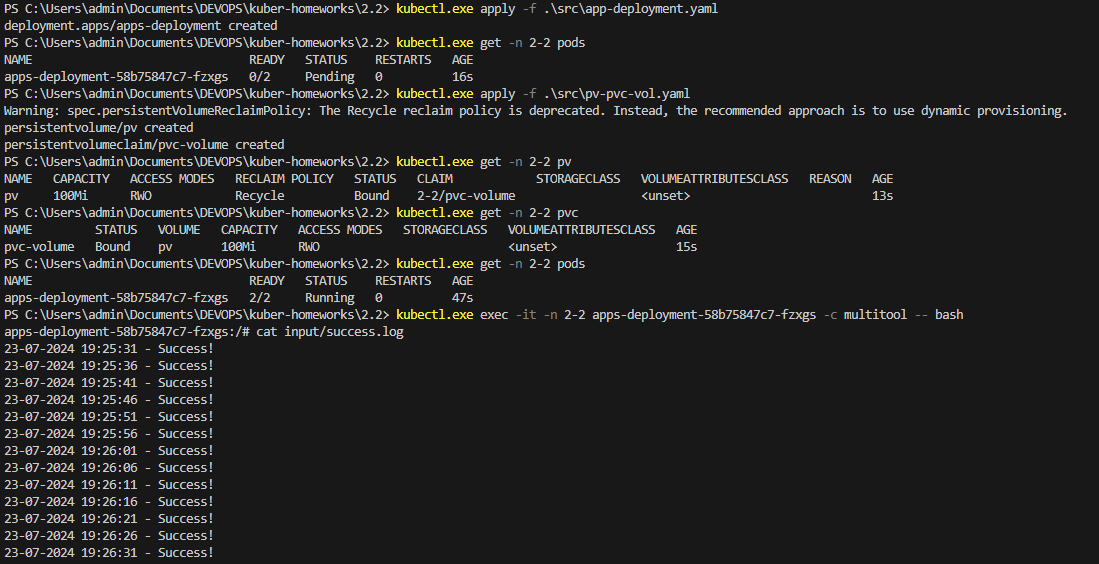 PS C:\Users\admin\Documents\DEVOPS\kuber-homeworks\2.2> kubectl.exe apply -f .\src\app-deployment.yaml
deployment.apps/apps-deployment created
PS C:\Users\admin\Documents\DEVOPS\kuber-homeworks\2.2> kubectl.exe get -n 2-2 pods
NAME                               READY   STATUS    RESTARTS   AGE
apps-deployment-58b75847c7-fzxgs   0/2     Pending   0          16s
PS C:\Users\admin\Documents\DEVOPS\kuber-homeworks\2.2> kubectl.exe apply -f .\src\pv-pvc-vol.yaml
Warning: spec.persistentVolumeReclaimPolicy: The Recycle reclaim policy is deprecated. Instead, the recommended approach is to use dynamic provisioning.
persistentvolume/pv created
persistentvolumeclaim/pvc-volume created
PS C:\Users\admin\Documents\DEVOPS\kuber-homeworks\2.2> kubectl.exe get -n 2-2 pv
NAME   CAPACITY   ACCESS MODES   RECLAIM POLICY   STATUS   CLAIM            STORAGECLASS   VOLUMEATTRIBUTESCLASS   REASON   AGE
pv     100Mi      RWO            Recycle          Bound    2-2/pvc-volume                  <unset>                          13s
PS C:\Users\admin\Documents\DEVOPS\kuber-homeworks\2.2> kubectl.exe get -n 2-2 pvc
NAME         STATUS   VOLUME   CAPACITY   ACCESS MODES   STORAGECLASS   VOLUMEATTRIBUTESCLASS   AGE
pvc-volume   Bound    pv       100Mi      RWO                           <unset>                 15s
PS C:\Users\admin\Documents\DEVOPS\kuber-homeworks\2.2> kubectl.exe get -n 2-2 pods
NAME                               READY   STATUS    RESTARTS   AGE
apps-deployment-58b75847c7-fzxgs   2/2     Running   0          47s
PS C:\Users\admin\Documents\DEVOPS\kuber-homeworks\2.2> kubectl.exe exec -it -n 2-2 apps-deployment-58b75847c7-fzxgs -c multitool -- bash
apps-deployment-58b75847c7-fzxgs:/# cat input/success.log
23-07-2024 19:25:31 - Success!
23-07-2024 19:25:36 - Success!
23-07-2024 19:25:41 - Success!
23-07-2024 19:25:46 - Success!
23-07-2024 19:25:51 - Success!
23-07-2024 19:25:56 - Success!
23-07-2024 19:26:01 - Success!
23-07-2024 19:26:06 - Success!
23-07-2024 19:26:11 - Success!
23-07-2024 19:26:16 - Success!
23-07-2024 19:26:21 - Success!
23-07-2024 19:26:26 - Success!
23-07-2024 19:26:31 - Success!